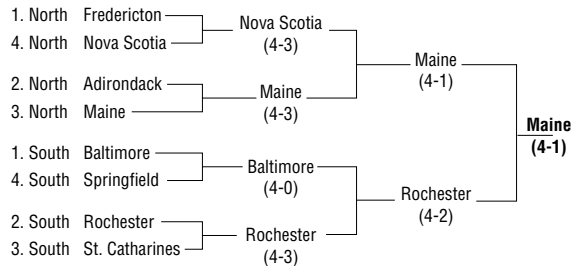 1. North Fredericton
4. North Nova Scotia
Nova Scotia
(4-3)
2. North Adirondack
3. North Maine
Maine
(4-3)
Maine
(4-1)
1. South Baltimore
4. South Springfield
Baltimore
(4-0)
2. South Rochester
3. South St. Catharines
Rochester
(4-3)
Rochester
(4-2)
Maine
(4-1)